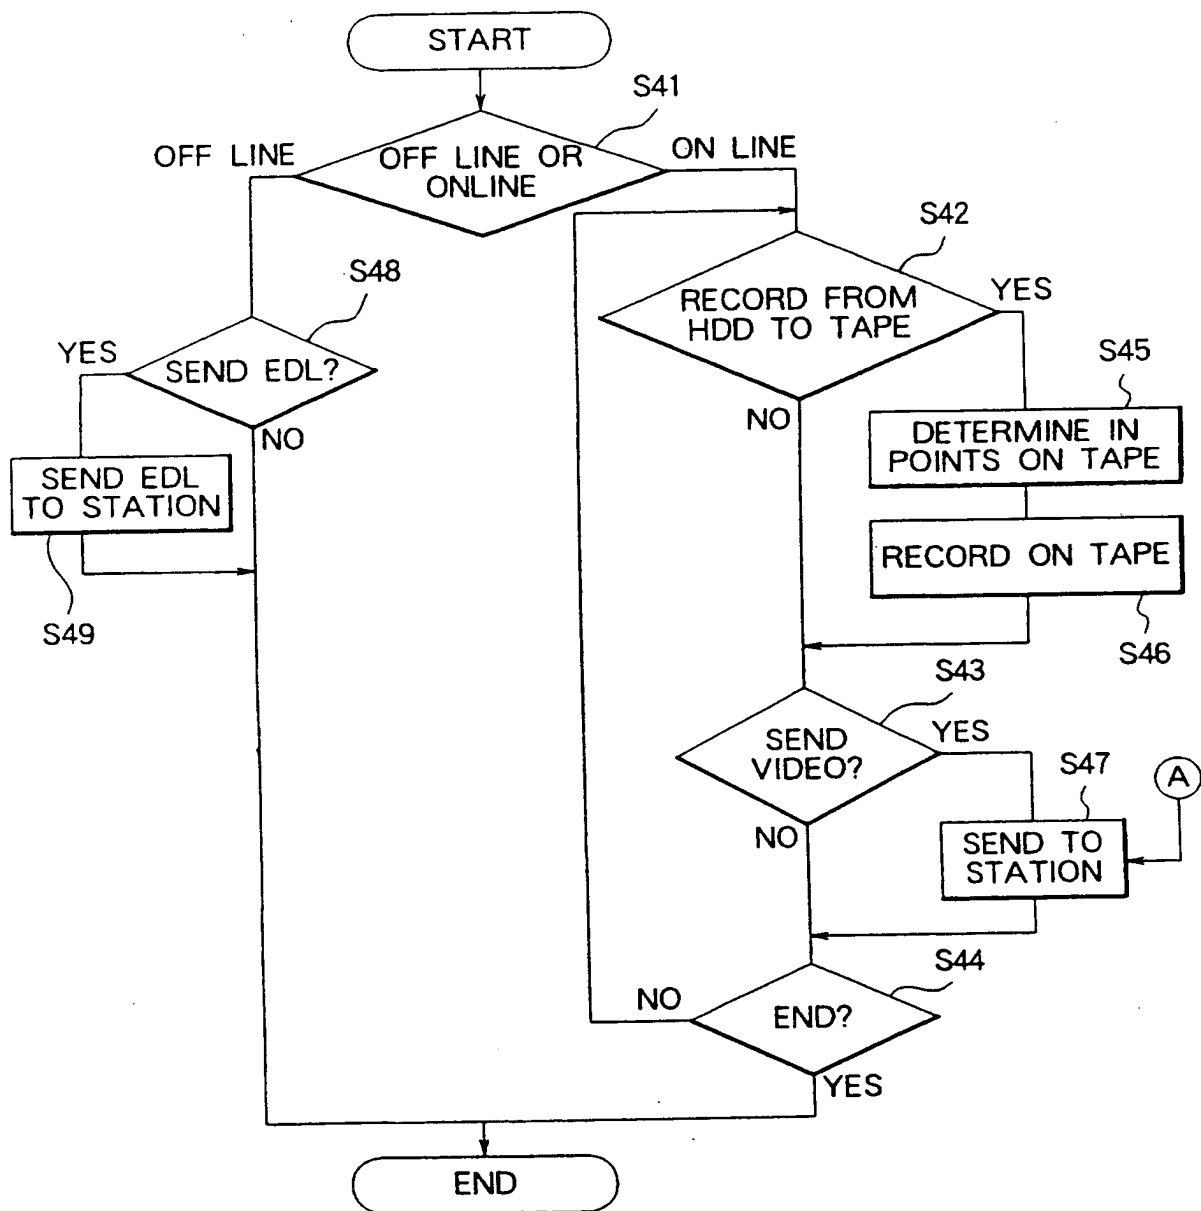 START
S41
OFF LINE
OFF LINE OR
ONLINE
ON LINE
S42
S48
RECORD FROM
HDD TO TAPE
YES
YES
SEND EDL?
S45
NO
NO
DETERMINE IN
POINTS ON TAPE
SEND EDL
TO STATION
RECORD ON TAPE
S49
S46
S43
SEND
VIDEO?
YES
S47
A
NO
SEND TO
STATION
S44
NO
END?
YES
END